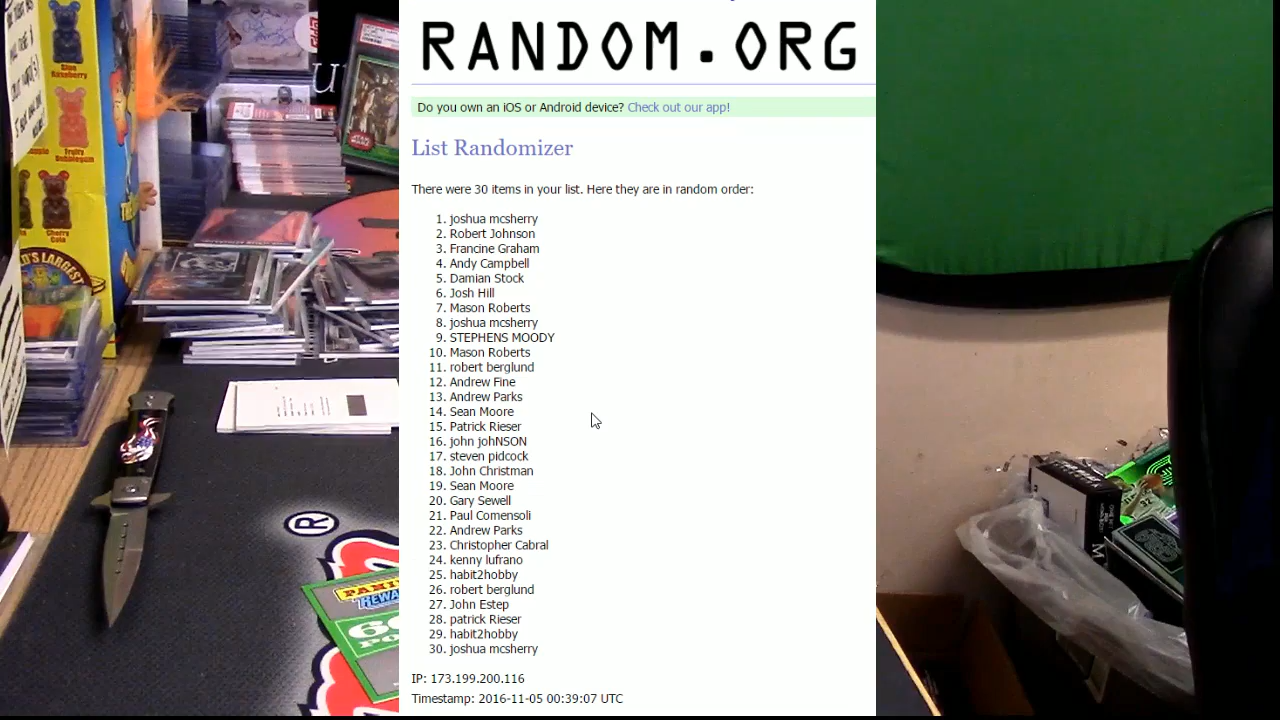 RANDOM.ORG
Do you own an iOS or Android device? Check out our app!
List Randomizer
There were 30 items in your list. Here they are in random order:
1. joshua mcsherry
2. Robert Johnson
3. Francine Graham
4. Andy Campbell
5. Damian Stock
6. Josh Hill
7. Mason Roberts
8. joshua mcsherry
9. STEPHENS MOODY
10. Mason Roberts
11. robert berglund
12. Andrew Fine
13. Andrew Parks
14. Sean Moore
15. Patrick Rieser
16. john johNSON
17. steven pidcock
18. John Christman
19. Sean Moore
20. Gary Sewell
21. Paul Comensoli
22. Andrew Parks
23. Christopher Cabral
24. kenny lufrano
25. habit2hobby
26. robert berglund
27. John Estep
28. patrick Rieser
29. habit2hobby
30. joshua mcsherry
IP: 173.199.200.116
Timestamp: 2016-11-05 00:39:07 UTC
Blue
Raspberry
Fruity
Bubblegum
Cherry
Cola
®